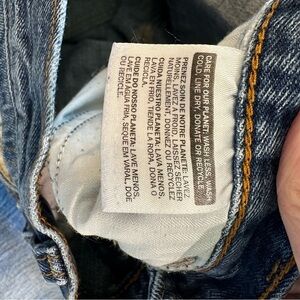 CARE FOR OUR PLANET: WASH LESS, WASH
COLD, LINE DRY, DONATE OR RECYCLE.
PRENEZ SOIN DE NOTRE PLANÈTE: LAVEZ
MOINS, LAVEZ À FROID, LAISSEZ SÉCHER
NATURELLEMENT, DONNEZ OU RECYCLEZ.
CUIDA NUESTRO PLANETA: LAVA MENOS,
LAVA EN FRÍO, TIENDE LA ROPA, DONA O
RECICLA.
CUIDE DO NOSSO PLANETA: LAVE MENOS,
LAVE EM ÁGUA FRIA, SEQUE EM VARAL, DOE
OU RECICLE.